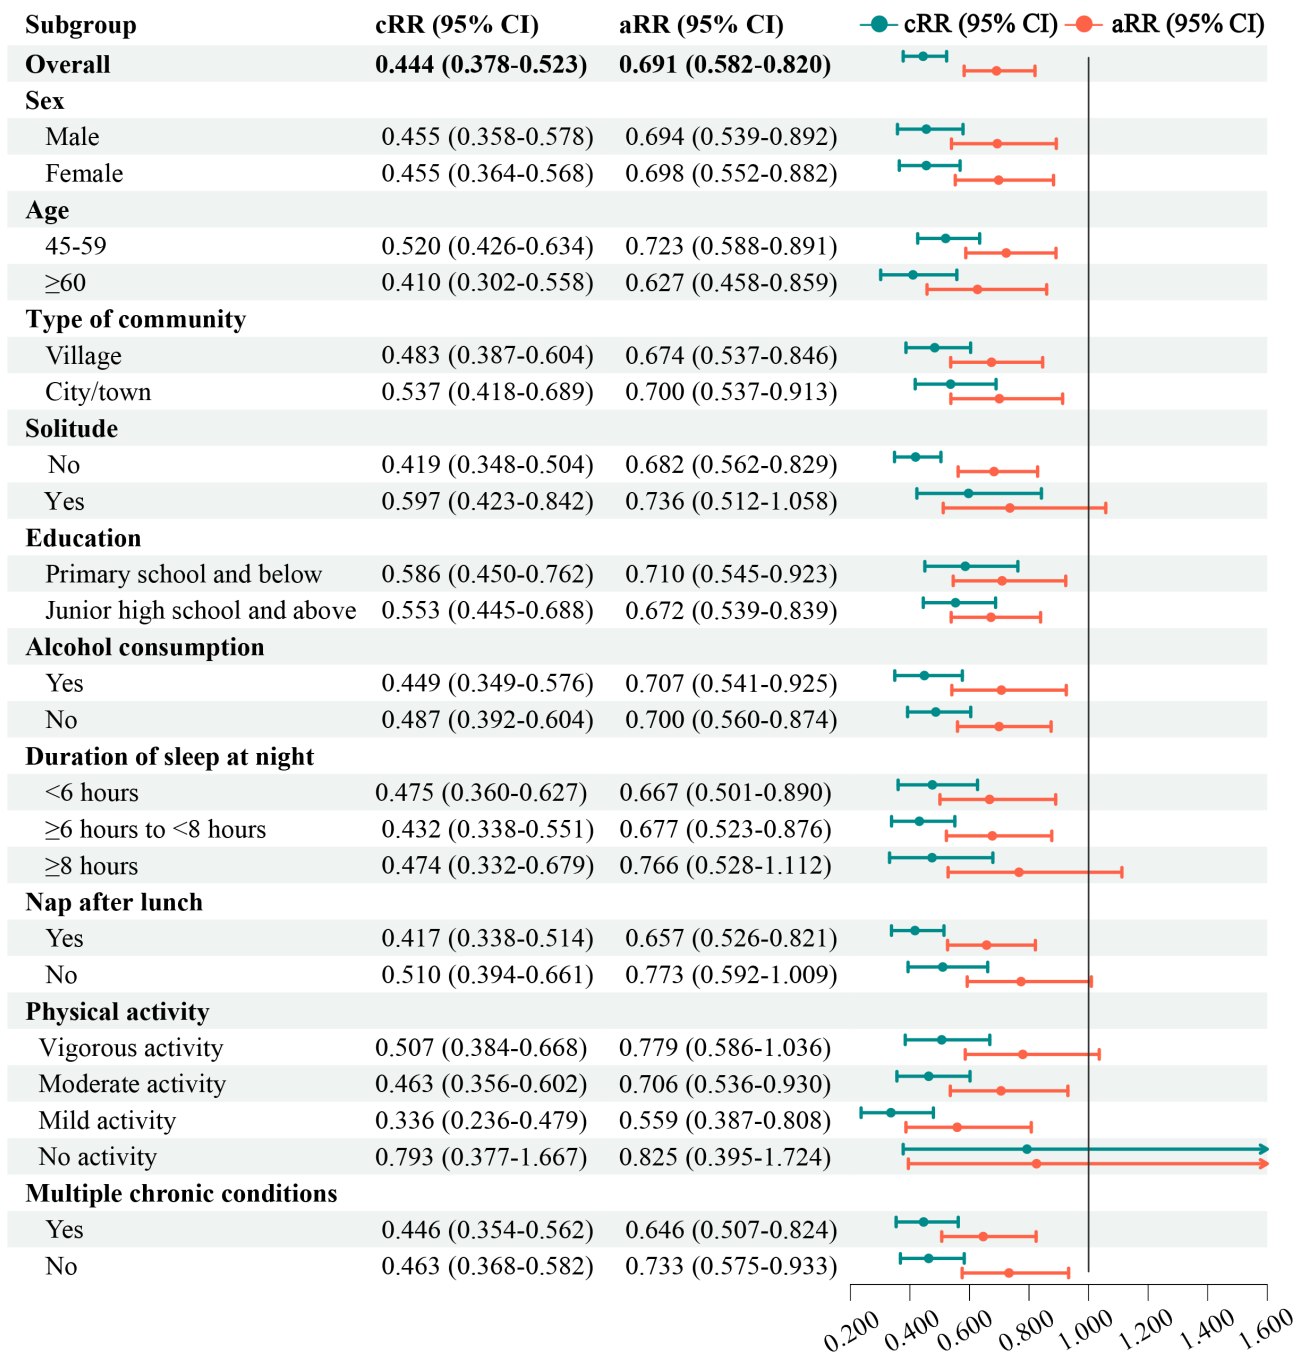 Subgroup cRR (95% CI) aRR (95% CI) cRR (95% CI) aRR (95% CI)
Overall 0.444 (0.378-0.523) 0.691 (0.582-0.820)
Sex
Male 0.455 (0.358-0.578) 0.694 (0.539-0.892)
Female 0.455 (0.364-0.568) 0.698 (0.552-0.882)
Age
45-59 0.520 (0.426-0.634) 0.723 (0.588-0.891)
≥60 0.410 (0.302-0.558) 0.627 (0.458-0.859)
Type of community
Village 0.483 (0.387-0.604) 0.674 (0.537-0.846)
City/town 0.537 (0.418-0.689) 0.700 (0.537-0.913)
Solitude
No 0.419 (0.348-0.504) 0.682 (0.562-0.829)
Yes 0.597 (0.423-0.842) 0.736 (0.512-1.058)
Education
Primary school and below 0.586 (0.450-0.762) 0.710 (0.545-0.923)
Junior high school and above 0.553 (0.445-0.688) 0.672 (0.539-0.839)
Alcohol consumption
Yes 0.449 (0.349-0.576) 0.707 (0.541-0.925)
No 0.487 (0.392-0.604) 0.700 (0.560-0.874)
Duration of sleep at night
<6 hours 0.475 (0.360-0.627) 0.667 (0.501-0.890)
≥6 hours to <8 hours 0.432 (0.338-0.551) 0.677 (0.523-0.876)
≥8 hours 0.474 (0.332-0.679) 0.766 (0.528-1.112)
Nap after lunch
Yes 0.417 (0.338-0.514) 0.657 (0.526-0.821)
No 0.510 (0.394-0.661) 0.773 (0.592-1.009)
Physical activity
Vigorous activity 0.507 (0.384-0.668) 0.779 (0.586-1.036)
Moderate activity 0.463 (0.356-0.602) 0.706 (0.536-0.930)
Mild activity 0.336 (0.236-0.479) 0.559 (0.387-0.808)
No activity 0.793 (0.377-1.667) 0.825 (0.395-1.724)
Multiple chronic conditions
Yes 0.446 (0.354-0.562) 0.646 (0.507-0.824)
No 0.463 (0.368-0.582) 0.733 (0.575-0.933)
0.200 0.400 0.600 0.800 1.000 1.200 1.400 1.600